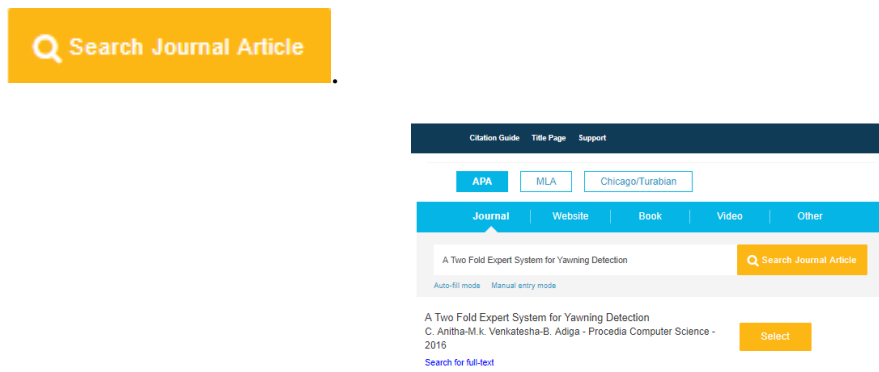 Search Journal Article.
Citation Guide Title Page Support
APA MLA Chicago/Turabian
Journal Website Book Video Other
A Two Fold Expert System for Yawning Detection Search Journal Article
Auto-fill mode Manual entry mode
A Two Fold Expert System for Yawning Detection
C. Anitha-M.k. Venkatesha-B. Adiga - Procedia Computer Science -
2016
Select
Search for full-text